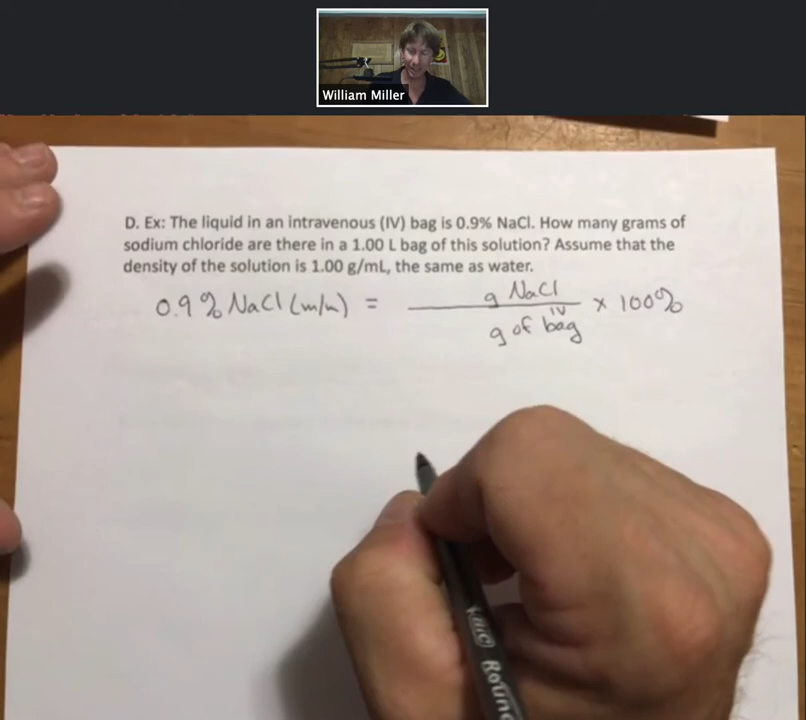 William Miller
D. Ex: The liquid in an intravenous (IV) bag is 0.9% NaCl. How many grams of
sodium chloride are there in a 1.00 L bag of this solution? Assume that the
density of the solution is 1.00 g/mL, the same as water.
g NaCl
0.9% NaCl (m/m) = × 100%
IV
g of bag
BIC Round